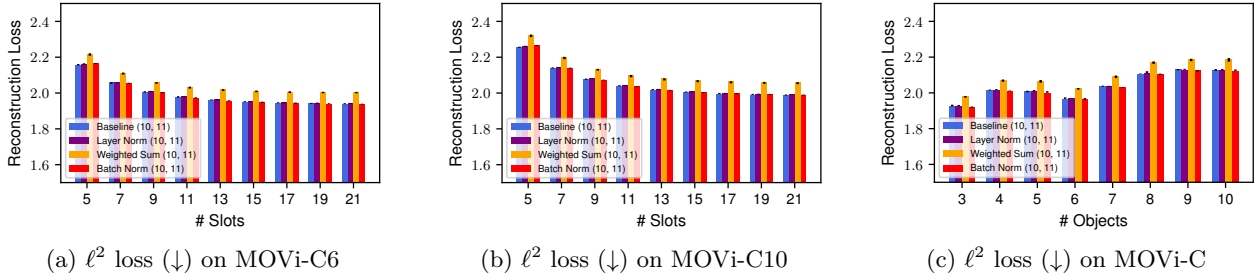 Reconstruction Loss
2.4
2.2
2.0
1.8
1.6
Baseline (10, 11)
Layer Norm (10, 11)
Weighted Sum (10, 11)
Batch Norm (10, 11)
5 7 9 11 13 15 17 19 21
# Slots
(a) ℓ² loss (↓) on MOVi-C6
Reconstruction Loss
2.4
2.2
2.0
1.8
1.6
Baseline (10, 11)
Layer Norm (10, 11)
Weighted Sum (10, 11)
Batch Norm (10, 11)
5 7 9 11 13 15 17 19 21
# Slots
(b) ℓ² loss (↓) on MOVi-C10
Reconstruction Loss
2.4
2.2
2.0
1.8
1.6
Baseline (10, 11)
Layer Norm (10, 11)
Weighted Sum (10, 11)
Batch Norm (10, 11)
3 4 5 6 7 8 9 10
# Objects
(c) ℓ² loss (↓) on MOVi-C